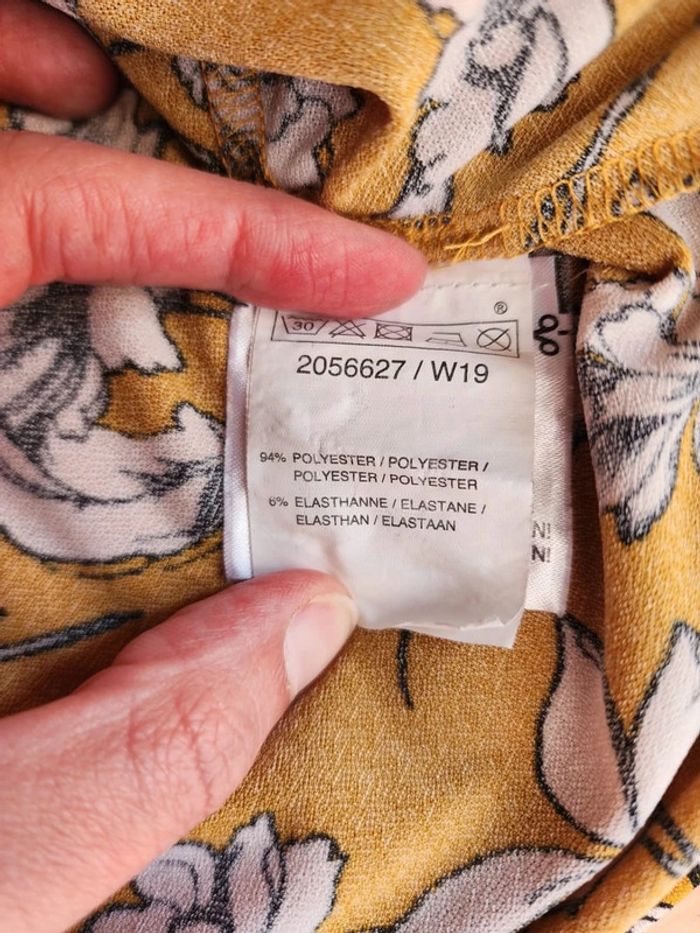 ®
30
2056627 / W19
94% POLYESTER / POLYESTER /
POLYESTER / POLYESTER
6% ELASTHANNE / ELASTANE /
ELASTHAN / ELASTAAN
N!
N!